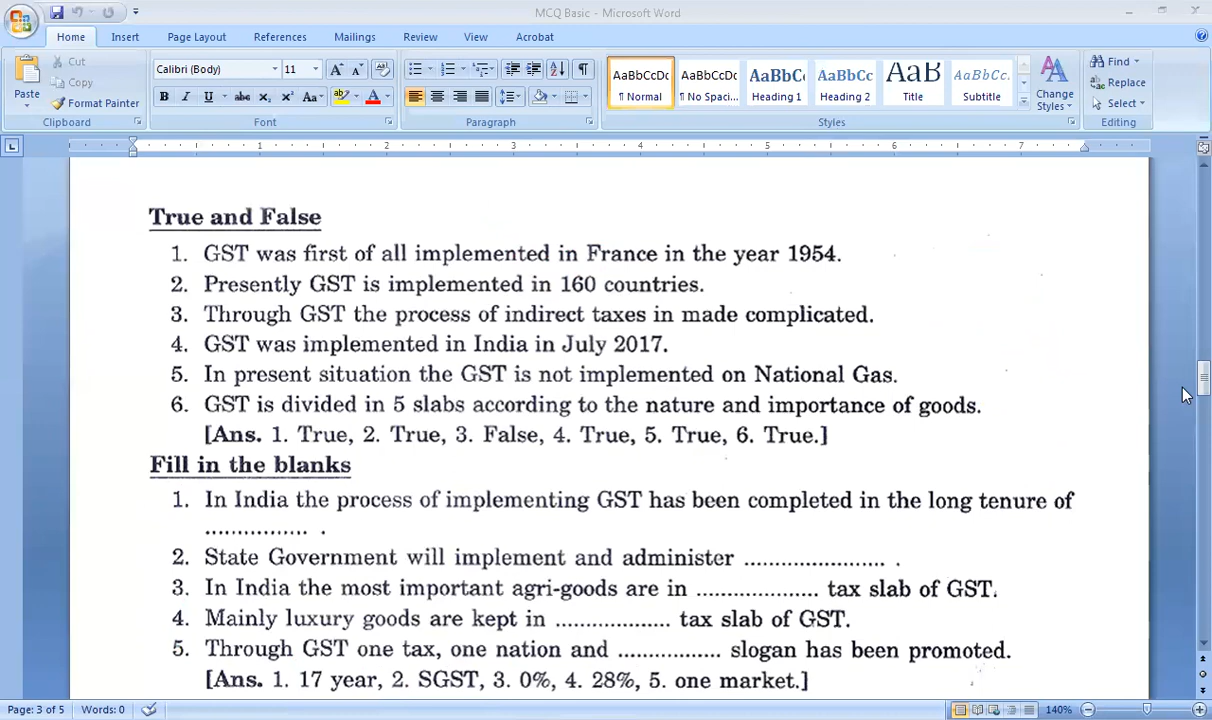 MCQ Basic - Microsoft Word
Home Insert Page Layout References Mailings Review View Acrobat
Paste
Cut
Copy
Format Painter
Clipboard
Calibri (Body) 11
Font
Paragraph
AaBbCcDc AaBbCcDc AaBbC AaBbCc AaB AaBbCc.
¶ Normal ¶ No Spaci... Heading 1 Heading 2 Title Subtitle
Change Styles
Styles
Find
Replace
Select
Editing
1 2 3 4 5 6 7
True and False
1. GST was first of all implemented in France in the year 1954.
2. Presently GST is implemented in 160 countries.
3. Through GST the process of indirect taxes in made complicated.
4. GST was implemented in India in July 2017.
5. In present situation the GST is not implemented on National Gas.
6. GST is divided in 5 slabs according to the nature and importance of goods.
[Ans. 1. True, 2. True, 3. False, 4. True, 5. True, 6. True.]
Fill in the blanks
1. In India the process of implementing GST has been completed in the long tenure of
................ .
2. State Government will implement and administer ....................... .
3. In India the most important agri-goods are in .................... tax slab of GST.
4. Mainly luxury goods are kept in ................... tax slab of GST.
5. Through GST one tax, one nation and ................. slogan has been promoted.
[Ans. 1. 17 year, 2. SGST, 3. 0%, 4. 28%, 5. one market.]
Page: 3 of 5 Words: 0 140%